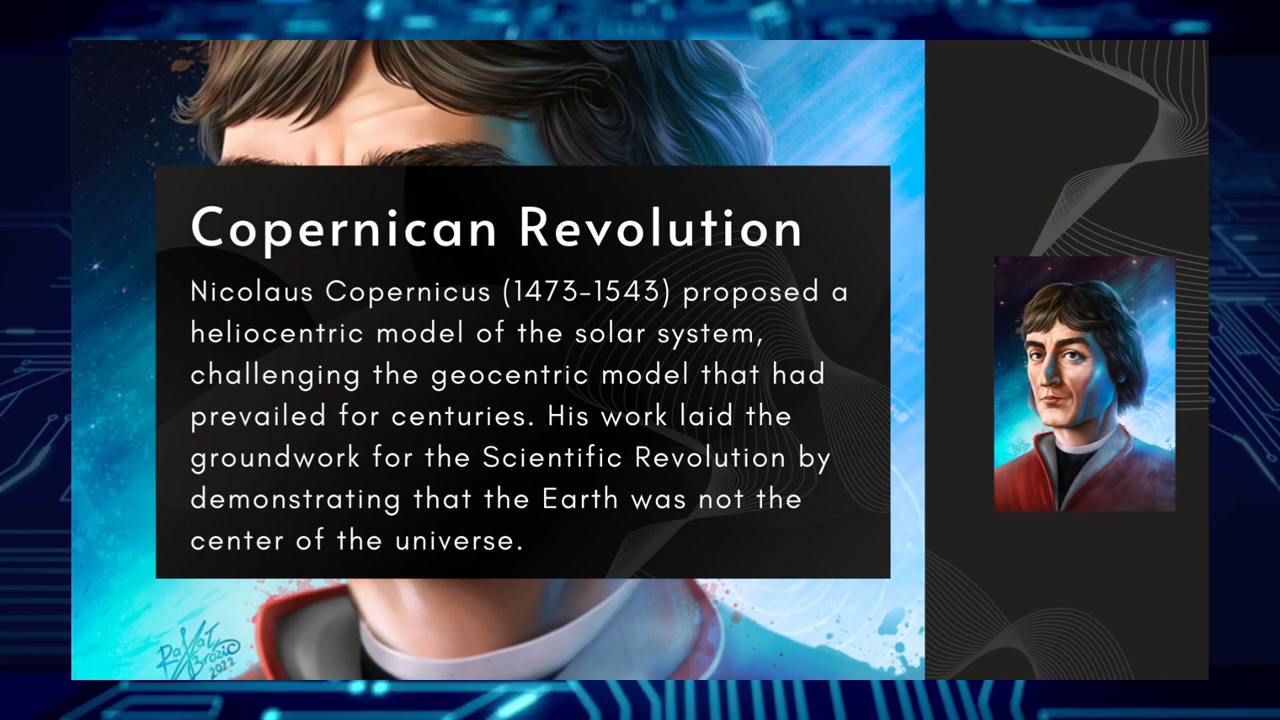 Copernican Revolution
Nicolaus Copernicus (1473-1543) proposed a
heliocentric model of the solar system,
challenging the geocentric model that had
prevailed for centuries. His work laid the
groundwork for the Scientific Revolution by
demonstrating that the Earth was not the
center of the universe.
2022